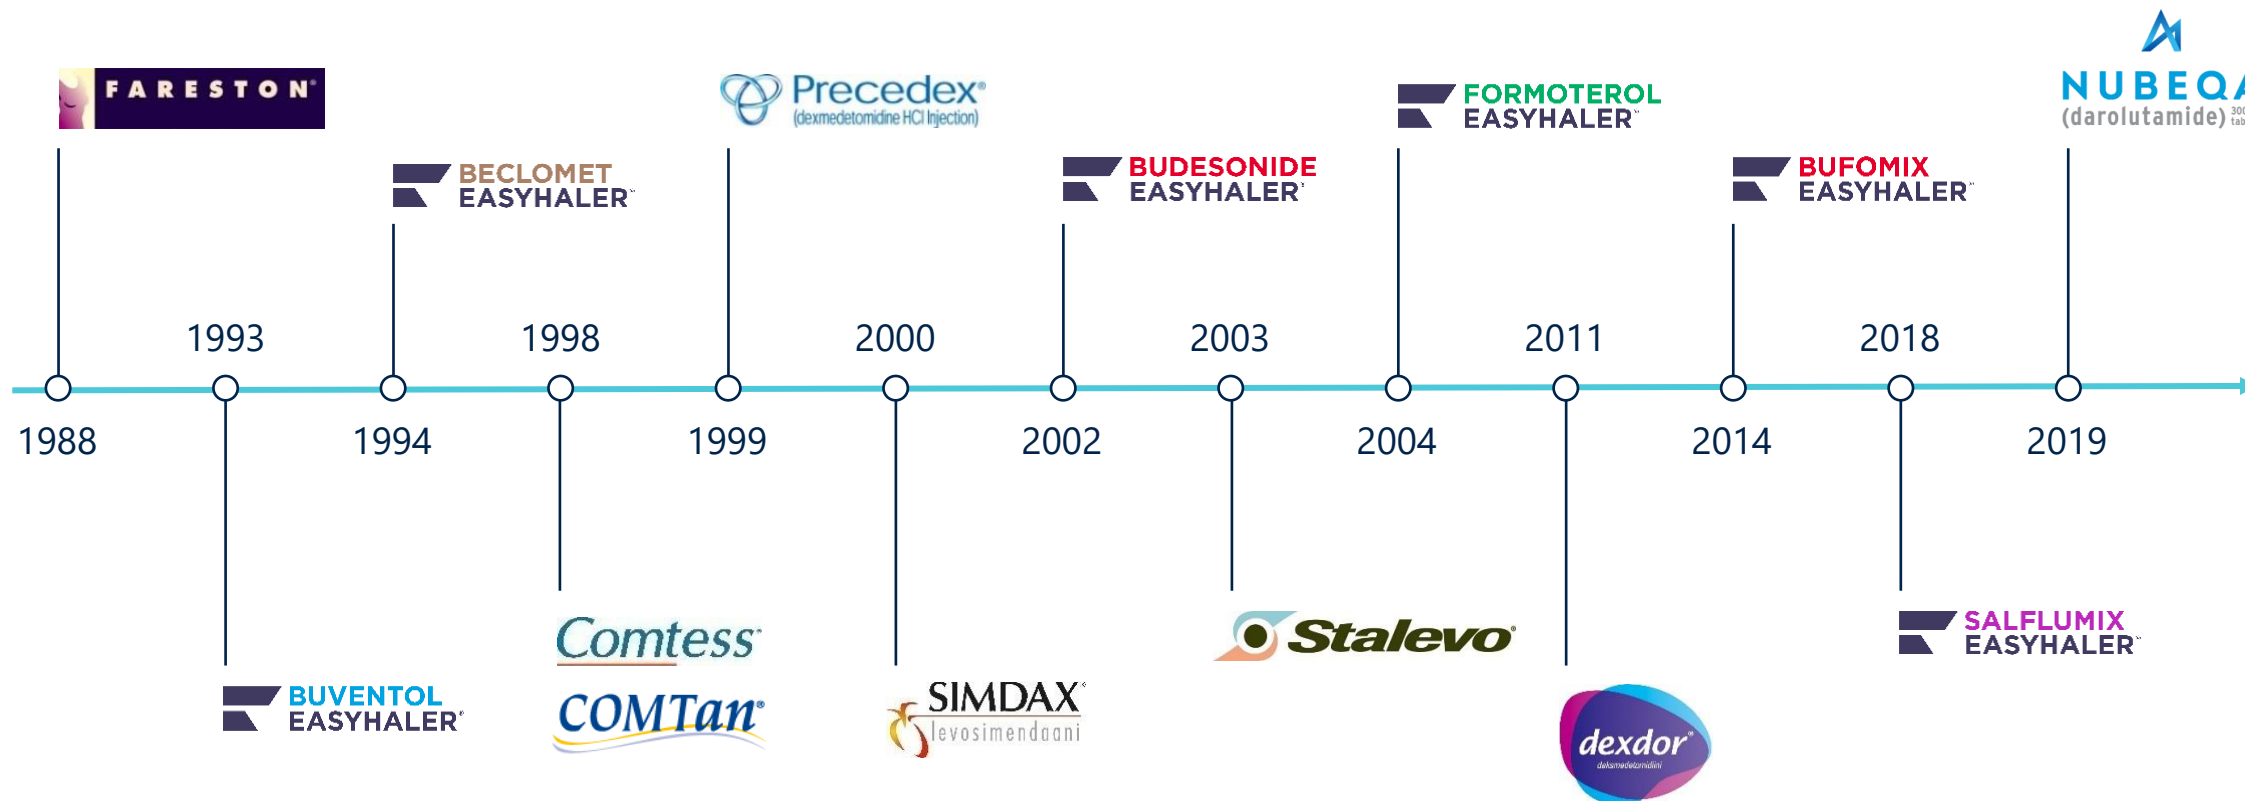 FARESTON®
Precedex®
(dexmedetomidine HCl Injection)
FORMOTEROL
EASYHALER
NUBEQA
(darolutamide)
BECLOMET
EASYHALER
BUDESONIDE
EASYHALER
BUFOMIX
EASYHALER
1993
1998
2000
2003
2011
2018
1988
1994
1999
2002
2004
2014
2019
Comtess
COMTan®
Stalevo®
SALFLUMIX
EASYHALER
BUVENTOL
EASYHALER®
SIMDAX®
levosimendaani
dexdor®
deksmedetomidiini